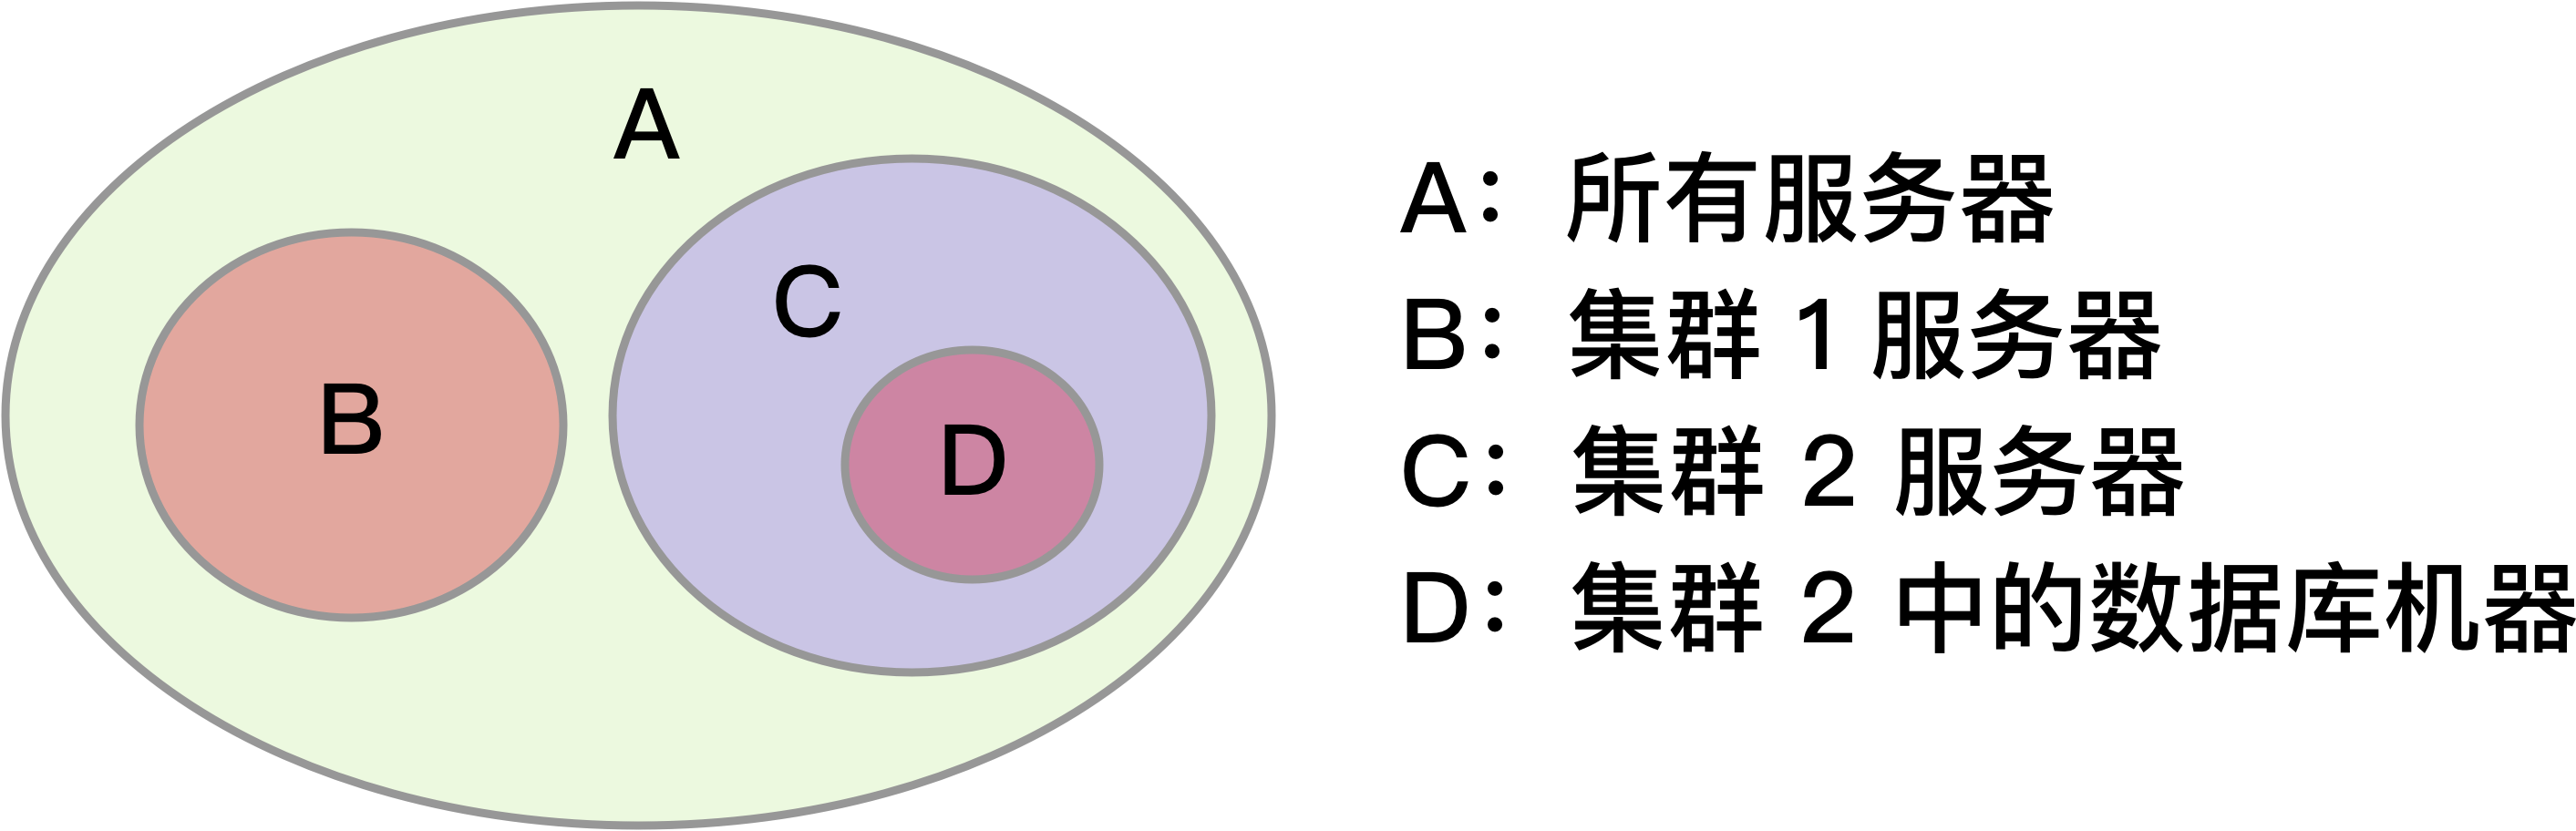 A
C
B
D
A：所有服务器
B：集群 1 服务器
C：集群 2 服务器
D：集群 2 中的数据库机器